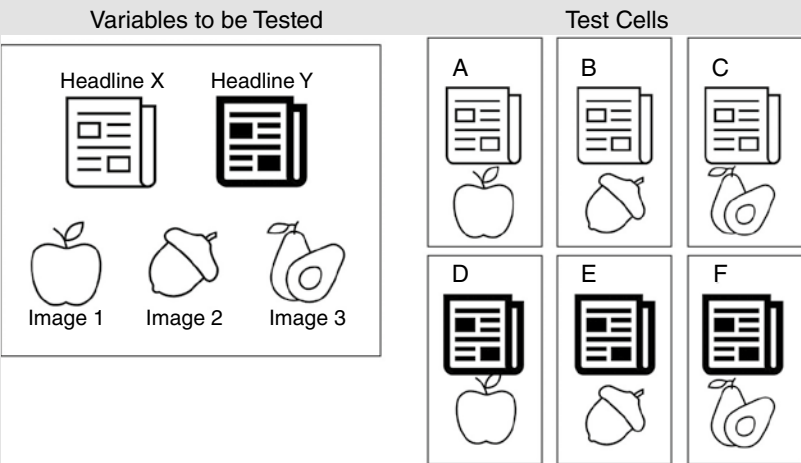 Variables to be Tested
Test Cells
Headline X
Headline Y
Image 1
Image 2
Image 3
A
B
C
D
E
F